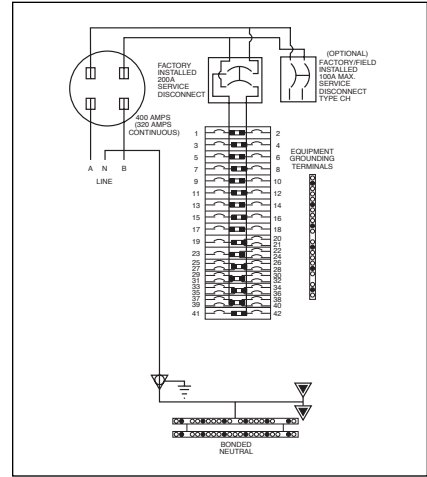 (OPTIONAL)
FACTORY/FIELD
INSTALLED
100A MAX.
SERVICE
DISCONNECT
TYPE CH
FACTORY
INSTALLED
200A
SERVICE
DISCONNECT
400 AMPS
(320 AMPS
CONTINUOUS)
A N B
LINE
EQUIPMENT
GROUNDING
TERMINALS
1 2
3 4
5 6
7 8
9 10
11 12
13 14
15 16
17 18
19 20
21
22
23 24
25 26
27 28
29 30
31 32
33 34
35 36
37 38
39 40
41 42
BONDED
NEUTRAL